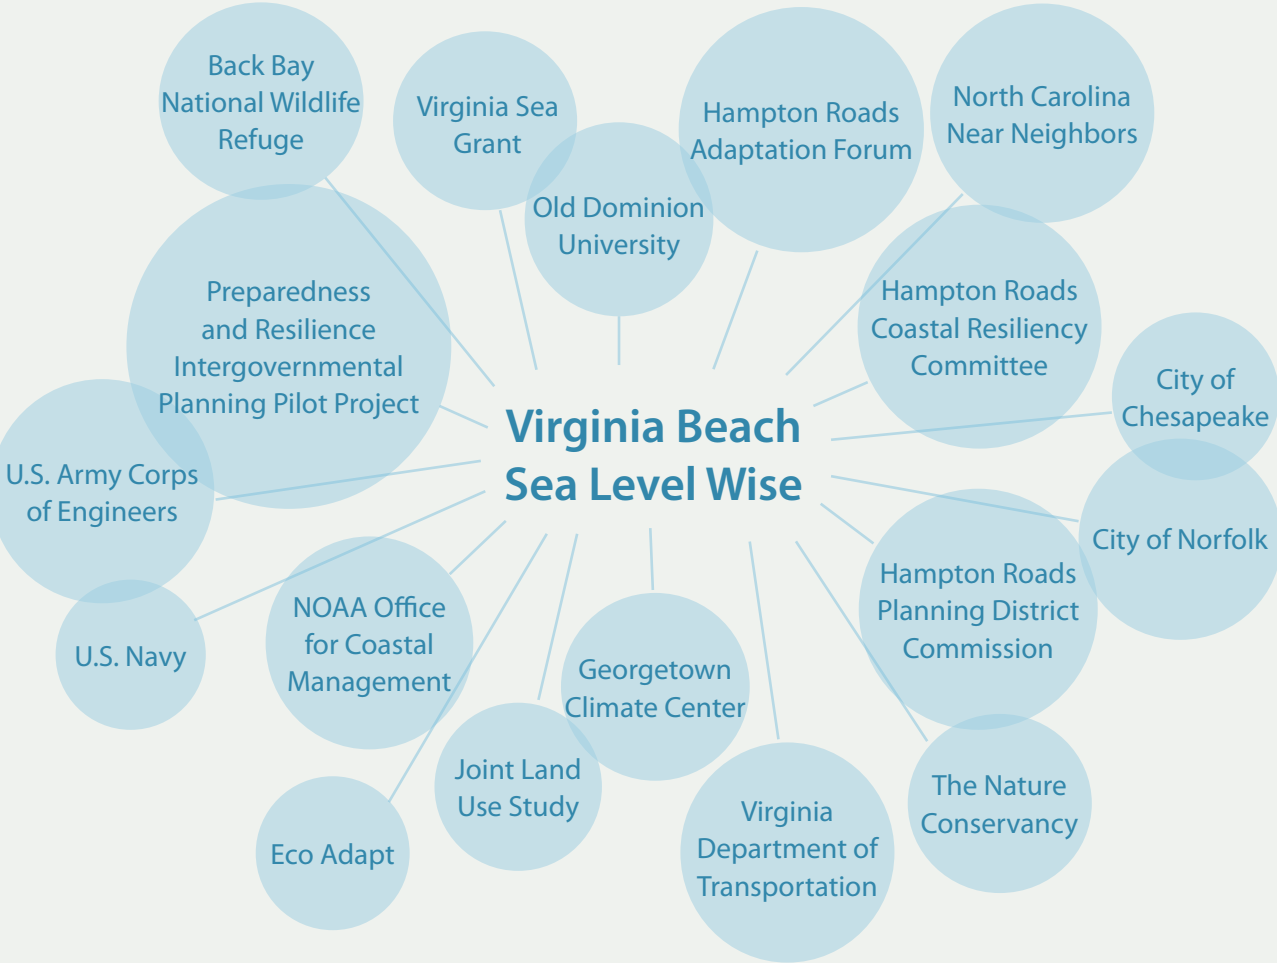 Back Bay
National Wildlife
Refuge
Virginia Sea
Grant
Hampton Roads
Adaptation Forum
North Carolina
Near Neighbors
Old Dominion
University
Preparedness
and Resilience
Intergovernmental
Planning Pilot Project
Hampton Roads
Coastal Resiliency
Committee
City of
Chesapeake
Virginia Beach
Sea Level Wise
U.S. Army Corps
of Engineers
City of Norfolk
Hampton Roads
Planning District
Commission
NOAA Office
for Coastal
Management
U.S. Navy
Georgetown
Climate Center
Joint Land
Use Study
The Nature
Conservancy
Virginia
Department of
Transportation
Eco Adapt